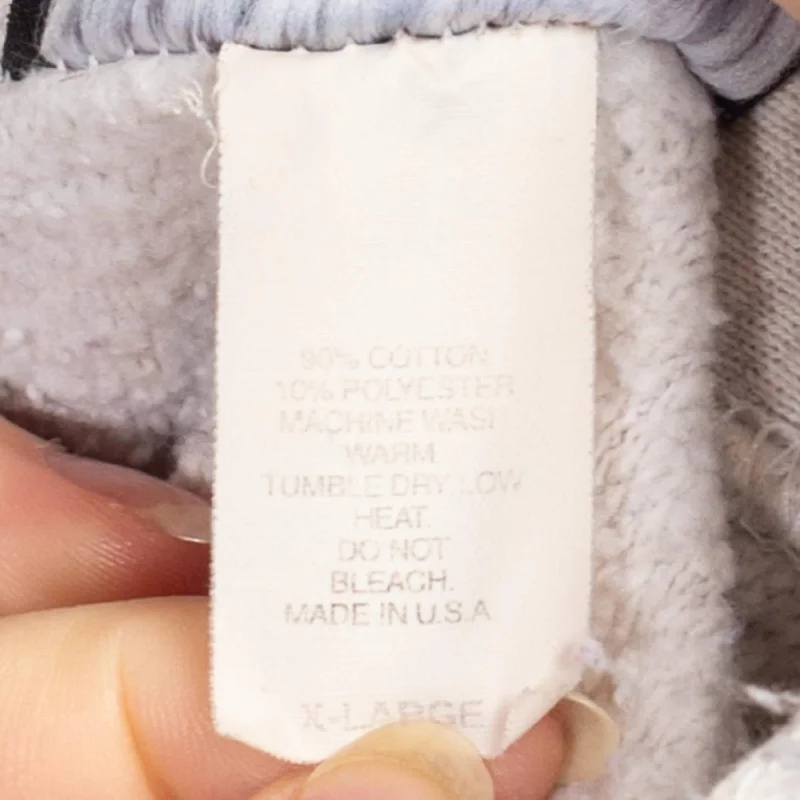 90% COTTON
10% POLYESTER
MACHINE WASH
WARM
TUMBLE DRY LOW
HEAT.
DO NOT
BLEACH.
MADE IN U.S.A
X-LARGE